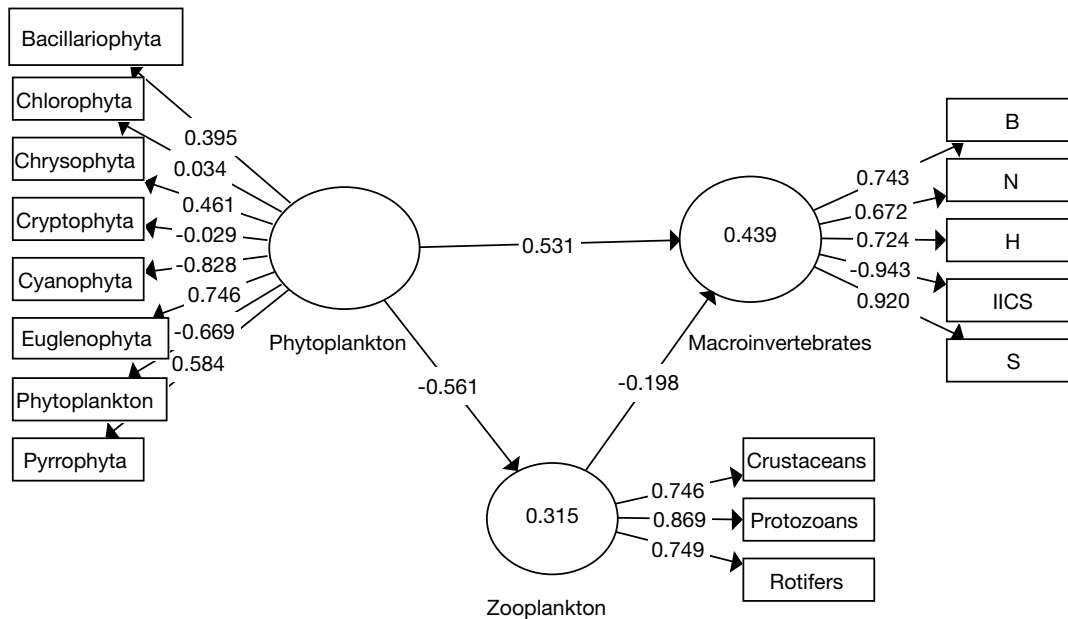 Bacillariophyta
Chlorophyta
Chrysophyta
Cryptophyta
Cyanophyta
Euglenophyta
Phytoplankton
Pyrrophyta
0.395
0.034
0.461
-0.029
-0.828
0.746
-0.669
0.584
Phytoplankton
0.531
-0.561
-0.198
0.439
Macroinvertebrates
0.743
0.672
0.724
-0.943
0.920
B
N
H
IICS
S
0.315
Zooplankton
0.746
0.869
0.749
Crustaceans
Protozoans
Rotifers